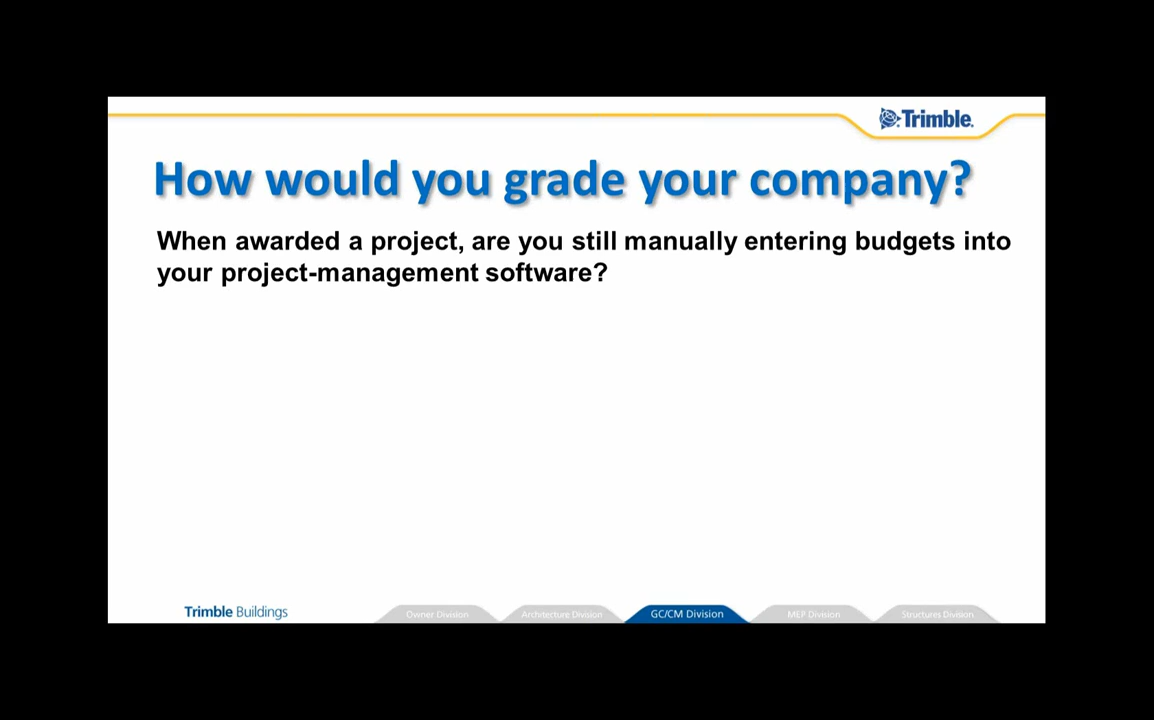 Trimble.
How would you grade your company?
When awarded a project, are you still manually entering budgets into
your project-management software?
Trimble Buildings
Owner Division
Architecture Division
GC/CM Division
MEP Division
Structures Division